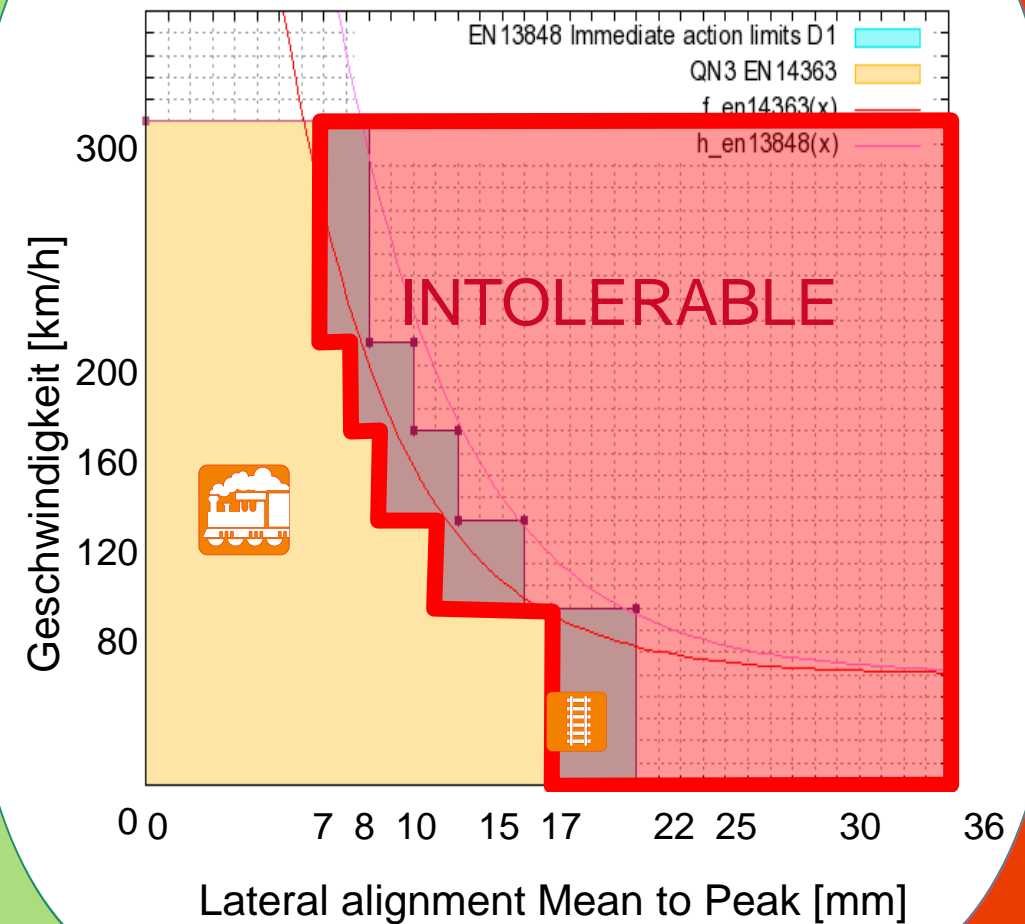 EN13848 Immediate action limits D1
QN3 EN14363
f_en14363(x)
h_en13848(x)
INTOLERABLE
Geschwindigkeit [km/h]
300
200
160
120
80
0 0 7 8 10 15 17 22 25 30 36
Lateral alignment Mean to Peak [mm]